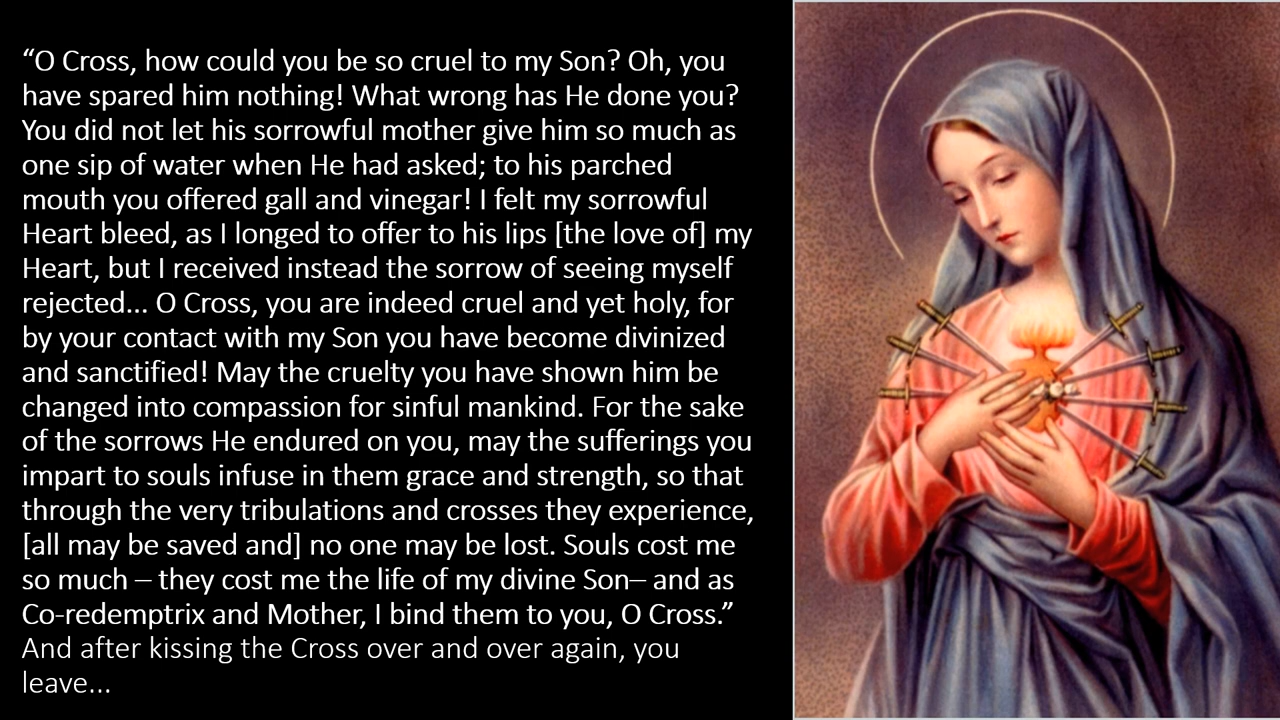 “O Cross, how could you be so cruel to my Son? Oh, you
have spared him nothing! What wrong has He done you?
You did not let his sorrowful mother give him so much as
one sip of water when He had asked; to his parched
mouth you offered gall and vinegar! I felt my sorrowful
Heart bleed, as I longed to offer to his lips [the love of] my
Heart, but I received instead the sorrow of seeing myself
rejected... O Cross, you are indeed cruel and yet holy, for
by your contact with my Son you have become divinized
and sanctified! May the cruelty you have shown him be
changed into compassion for sinful mankind. For the sake
of the sorrows He endured on you, may the sufferings you
impart to souls infuse in them grace and strength, so that
through the very tribulations and crosses they experience,
[all may be saved and] no one may be lost. Souls cost me
so much – they cost me the life of my divine Son– and as
Co-redemptrix and Mother, I bind them to you, O Cross.”
And after kissing the Cross over and over again, you
leave...